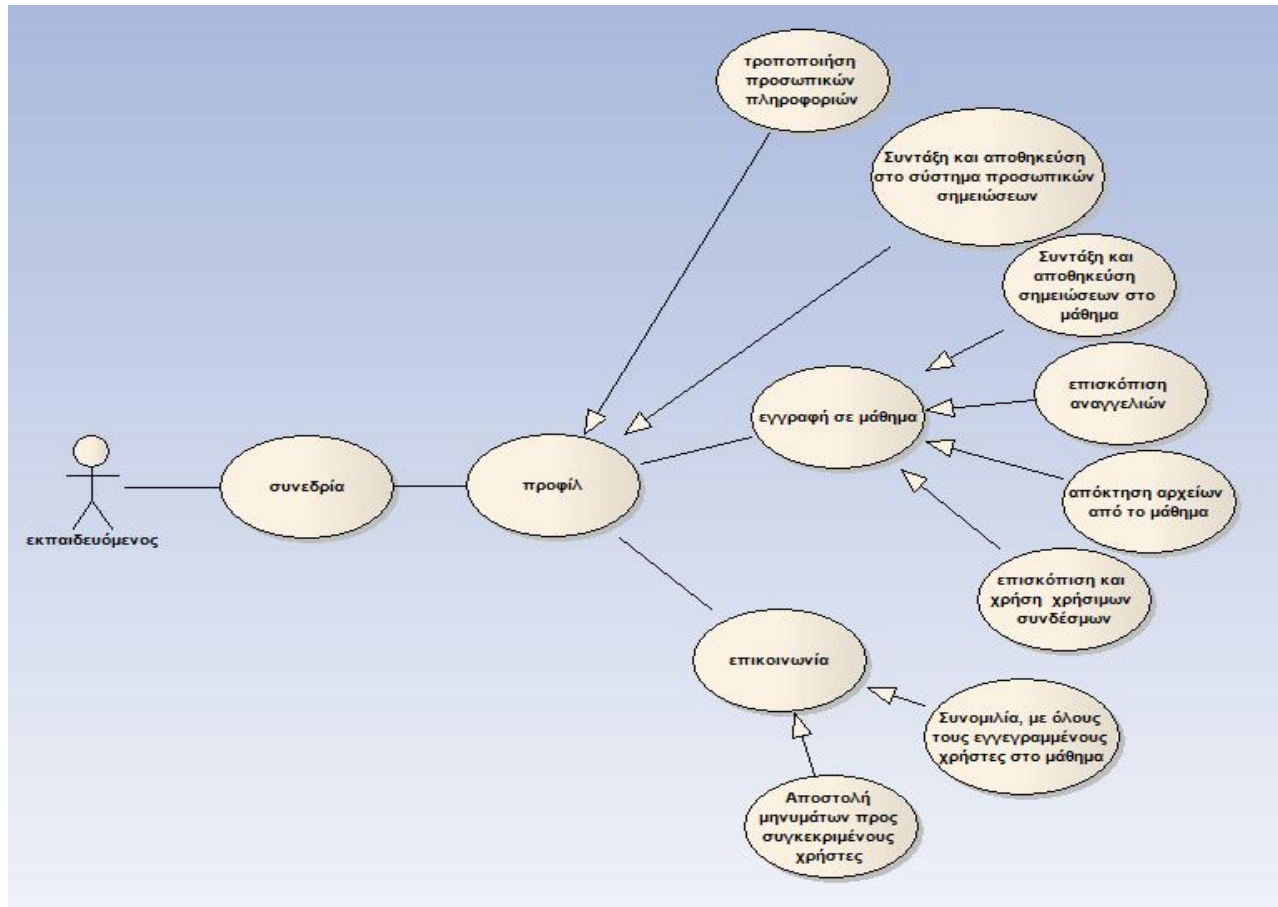 τροποποιήση
προσωπικών
πληροφοριών
Συντάξη και αποθηκεύση
στο σύστημα προσωπικών
σημειώσεων
Συντάξη και
αποθηκεύση
σημειώσεων στο
μάθημα
επισκόπιση
αναγγελιών
εγγραφή σε μάθημα
απόκτηση αρχείων
από το μάθημα
συνεδρία
προφίλ
εκπαιδευόμενος
επισκόπιση και
χρήση χρήσιμων
συνδέσμων
επικοινωνία
Συνομιλία, με όλους
τους εγγεγραμμένους
χρήστες στο μάθημα
Αποστολή
μηνυμάτων προς
συγκεκριμένους
χρήστες